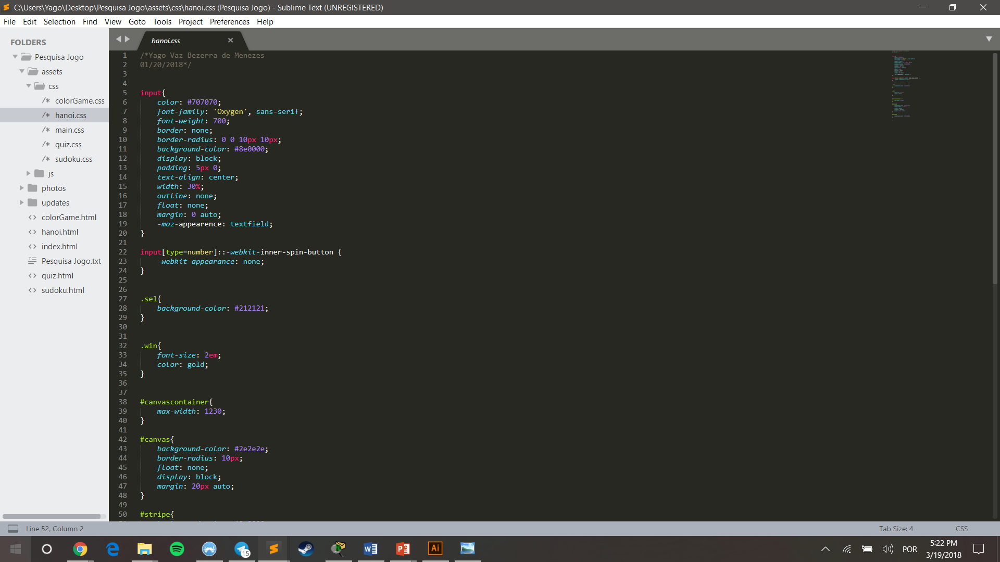 C:\Users\Yago\Desktop\Pesquisa Jogo\assets\css\hanoi.css (Pesquisa Jogo) - Sublime Text (UNREGISTERED)
File Edit Selection Find View Goto Tools Project Preferences Help
FOLDERS
Pesquisa Jogo
assets
css
/* colorGame.css
/* hanoi.css
/* main.css
/* quiz.css
/* sudoku.css
js
photos
updates
<> colorGame.html
<> hanoi.html
<> index.html
Pesquisa Jogo.txt
<> quiz.html
<> sudoku.html
hanoi.css
1 /*Yago Vaz Bezerra de Menezes
2 01/20/2018*/
3
4
5 input{
6 color: #707070;
7 font-family: 'Oxygen', sans-serif;
8 font-weight: 700;
9 border: none;
10 border-radius: 0 0 10px 10px;
11 background-color: #8e0000;
12 display: block;
13 padding: 5px 0;
14 text-align: center;
15 width: 30%;
16 outline: none;
17 float: none;
18 margin: 0 auto;
19 -moz-appearence: textfield;
20 }
21
22 input[type=number]::-webkit-inner-spin-button {
23 -webkit-appearance: none;
24 }
25
26
27 .sel{
28 background-color: #212121;
29 }
30
31
32 .win{
33 font-size: 2em;
34 color: gold;
35 }
36
37
38 #canvascontainer{
39 max-width: 1230;
40 }
41
42 #canvas{
43 background-color: #2e2e2e;
44 border-radius: 10px;
45 float: none;
46 display: block;
47 margin: 20px auto;
48 }
49
50 #stripe{
Line 52, Column 2
Tab Size: 4
CSS
15
Ai
POR
5:22 PM
3/19/2018